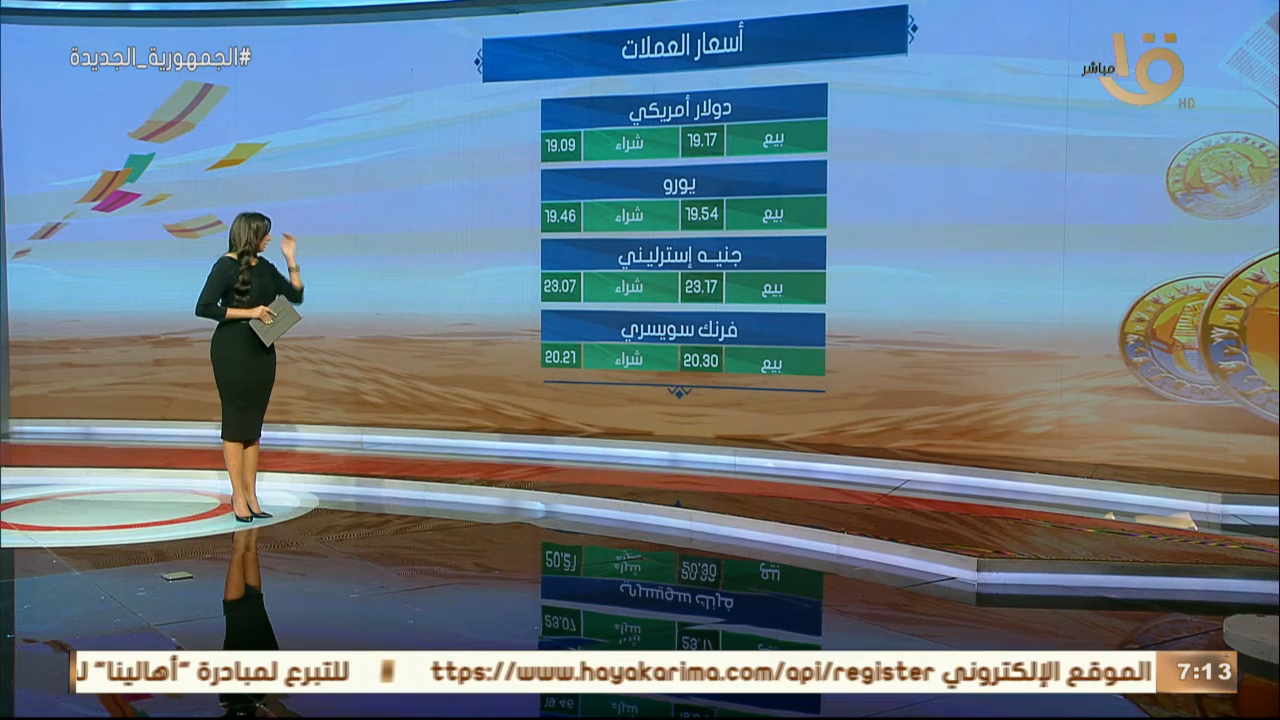 #الجمهورية_الجديدة
مباشر
HD
أسعار العملات
دولار أمريكي
بيع 19.17 شراء 19.09
يورو
بيع 19.54 شراء 19.46
جنيه إسترليني
بيع 23.17 شراء 23.07
فرنك سويسري
بيع 20.30 شراء 20.21
7:13
الموقع الإلكتروني ttps://www.hayakarima.com/api/register للتبرع لمبادرة "أهالينا" ل